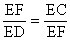 EF/ED = EC/EF